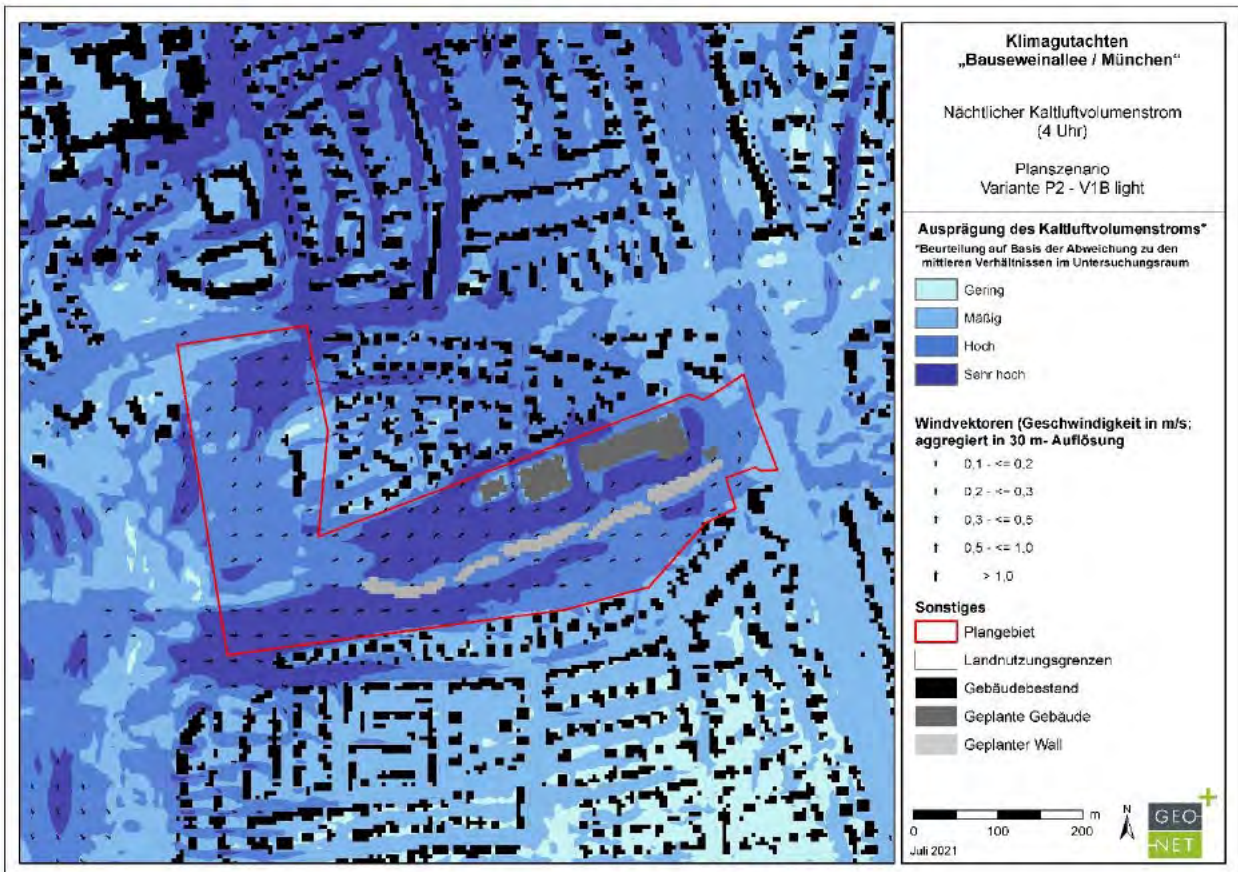 Klimagutachten
„Bauseweinallee / München“
Nächtlicher Kaltluftvolumenstrom
(4 Uhr)
Planszenario
Variante P2 - V1B light
Ausprägung des Kaltluftvolumenstroms*
*Beurteilung auf Basis der Abweichung zu den
mittleren Verhältnissen im Untersuchungsraum
Gering
Mäßig
Hoch
Sehr hoch
Windvektoren (Geschwindigkeit in m/s;
aggregiert in 30 m- Auflösung
0,1 - <= 0,2
0,2 - <= 0,3
0,3 - <= 0,5
0,5 - <= 1,0
> 1,0
Sonstiges
Plangebiet
Landnutzungsgrenzen
Gebäudebestand
Geplante Gebäude
Geplanter Wall
0 100 200 m
N
Juli 2021
GEO-
-NET